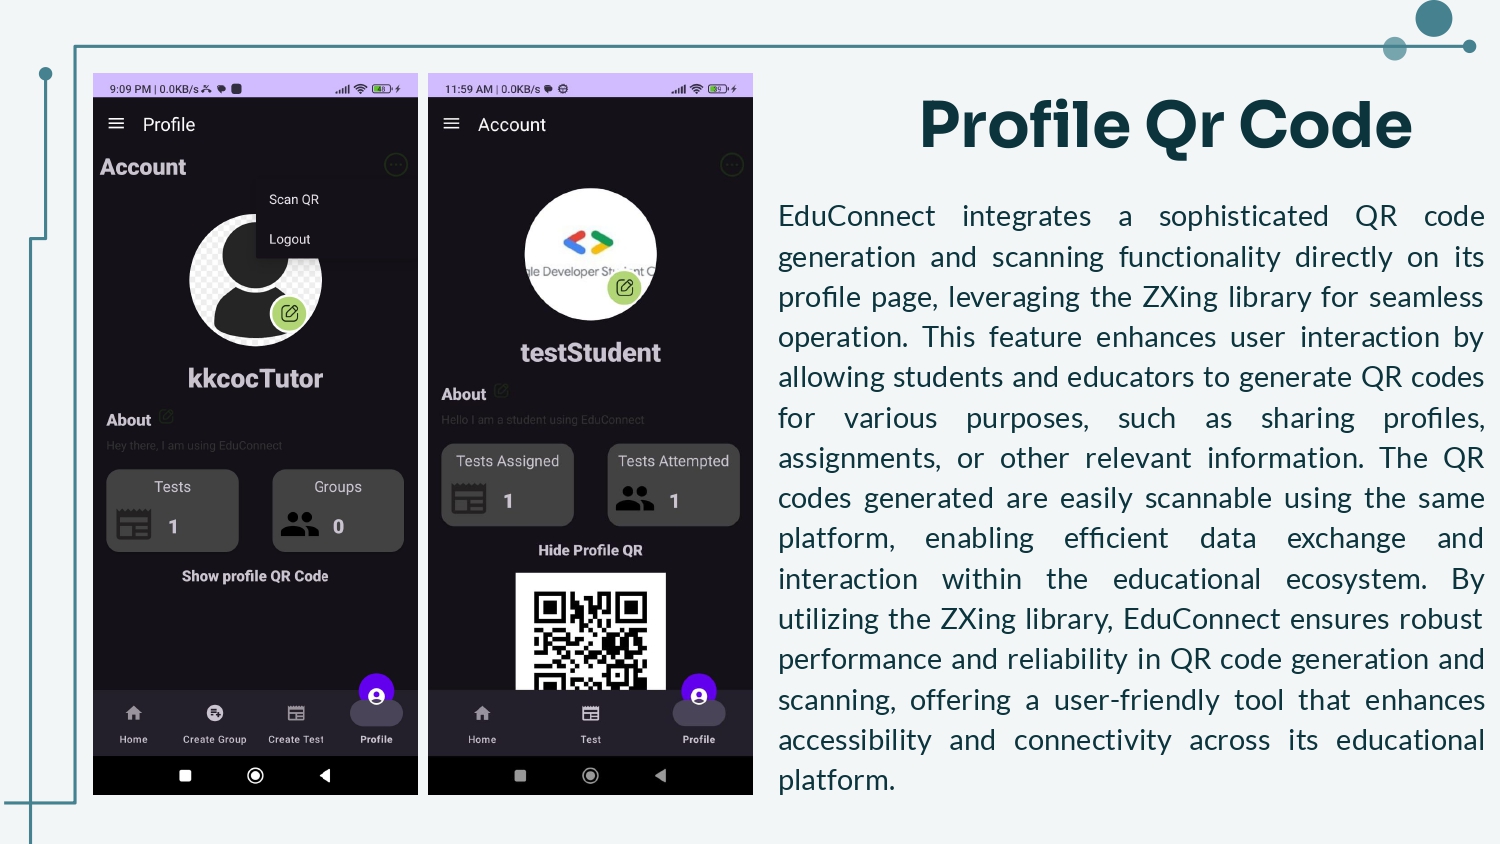 9:09 PM | 0.0KB/s
Profile
Account
Scan QR
Logout
kkcocTutor
About
Hey there, I am using EduConnect
Tests
1
Groups
0
Show profile QR Code
Home
Create Group
Create Test
Profile
11:59 AM | 0.0KB/s
Account
testStudent
About
Hello I am a student using EduConnect
Tests Assigned
1
Tests Attempted
1
Hide Profile QR
Home
Test
Profile
Profile Qr Code
EduConnect integrates a sophisticated QR code
generation and scanning functionality directly on its
profile page, leveraging the ZXing library for seamless
operation. This feature enhances user interaction by
allowing students and educators to generate QR codes
for various purposes, such as sharing profiles,
assignments, or other relevant information. The QR
codes generated are easily scannable using the same
platform, enabling efficient data exchange and
interaction within the educational ecosystem. By
utilizing the ZXing library, EduConnect ensures robust
performance and reliability in QR code generation and
scanning, offering a user-friendly tool that enhances
accessibility and connectivity across its educational
platform.